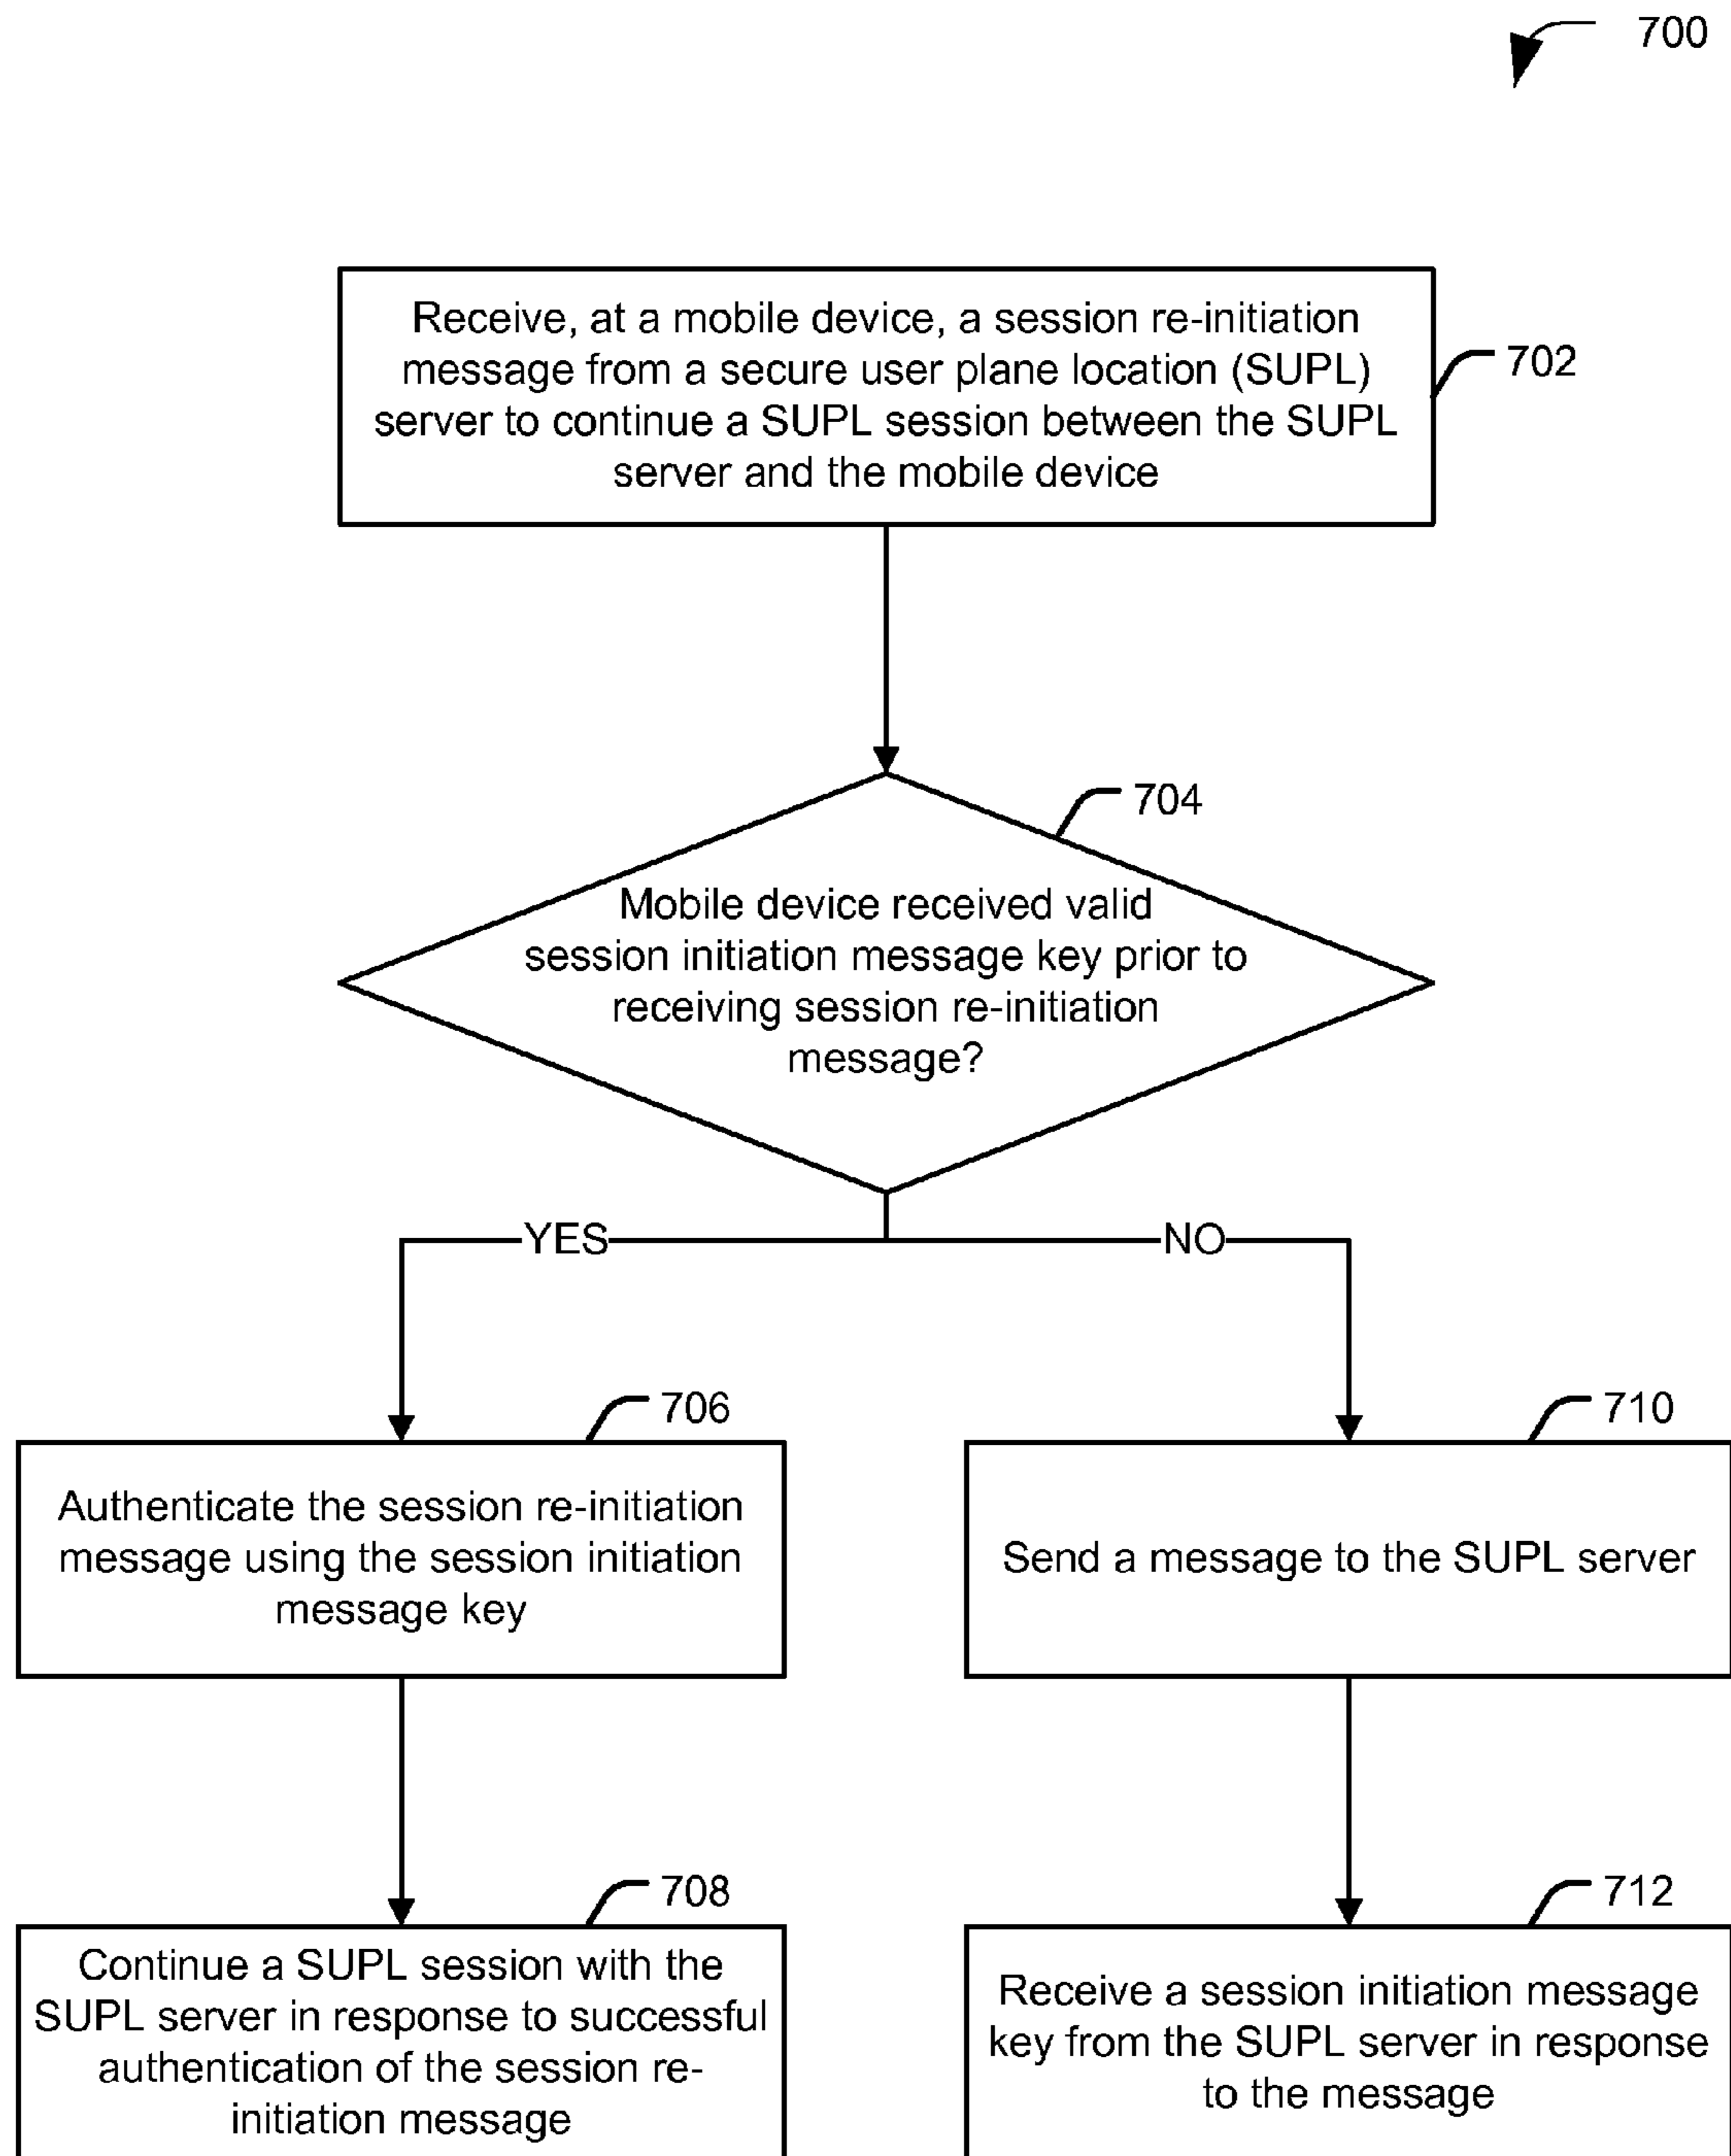 700
Receive, at a mobile device, a session re-initiation
message from a secure user plane location (SUPL)
server to continue a SUPL session between the SUPL
server and the mobile device
702
704
Mobile device received valid
session initiation message key prior to
receiving session re-initiation
message?
YES
NO
706
Authenticate the session re-initiation
message using the session initiation
message key
710
Send a message to the SUPL server
708
Continue a SUPL session with the
SUPL server in response to successful
authentication of the session re-
initiation message
712
Receive a session initiation message
key from the SUPL server in response
to the message